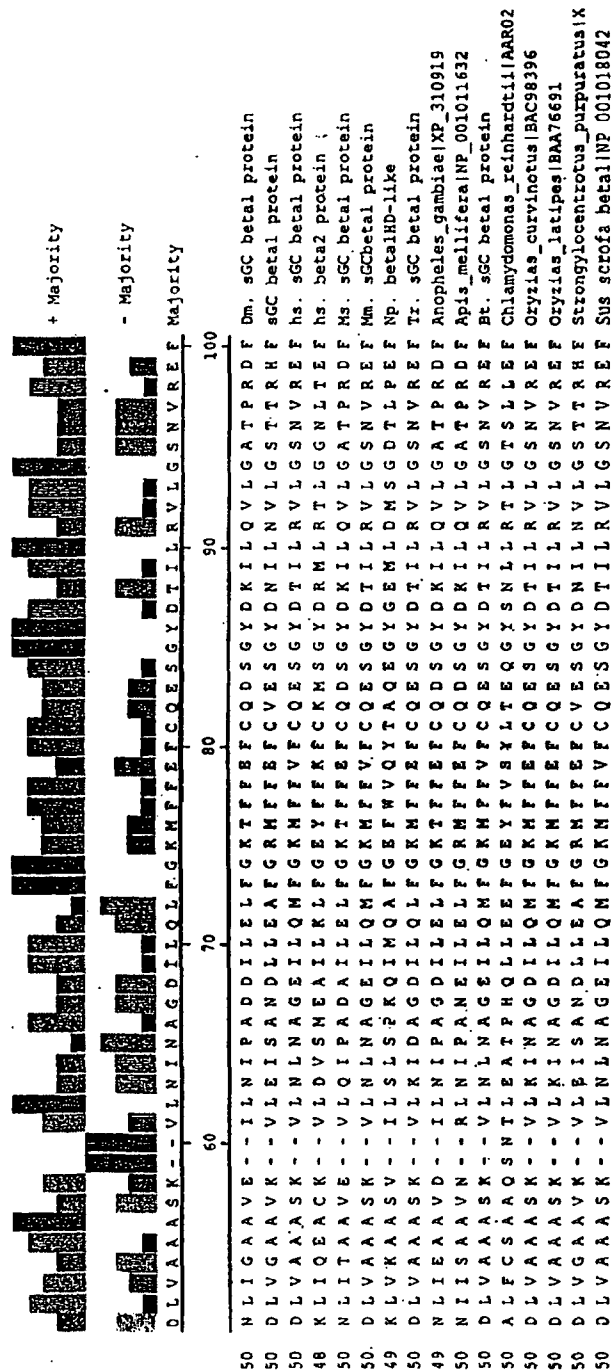 + Majority
- Majority
D L V A A A S K - - V L N I N A G D I L Q L F G K M F F E F C Q E S G Y D T I L R V L G S N V R E F Majority
60 70 80 90 100
50 N L I G A A V E - - I L N I P A D D I L E L F G K T F F E F C Q D S G Y D K I L Q V L G A T P R D F Dm. sGC beta1 protein
50 D L V G A A V K - - V L E I S A N D L L E A F G R M F F E F C V E S G Y D N I L N V L G S T T R H F sGC beta1 protein
50 D L V A A A S K - - V L N L N A G E I L Q M F G K M F F V F C Q E S G Y D T I L R V L G S N V R E F hs. sGC beta1 protein
48 K L I Q E A C K - - V L D V S M E A I L K L F G E Y F F K F C K M S G Y D R M L R T L G G N L T E F hs. beta2 protein
50 N L I T A A V E - - V L Q I P A D A I L E L F G K T F F E F C Q D S G Y D K I L Q V L G A T P R D F Ms. sGC beta1 protein
50 D L V A A A S K - - V L N L N A G E I L Q M F G K M F F V F C Q E S G Y D T I L R V L G S N V R E F Mm. sGCbeta1 protein
49 K L V K A A S V - - I L S L S F K Q I M Q A F G E F W V Q Y T A Q E G Y G E M L D M S G D T L P E F Np. beta1HD-like
50 D L V A A A S K - - V L K I D A G D I L Q L F G K M F F E F C Q E S G Y D T I L R V L G S N V R E F Tr. sGC beta1 protein
49 N L I E A A V D - - I L N I P A G D I L E L F G K T F F E F C Q D S G Y D K I L Q V L G A T P R D F Anopheles_gambiae|XP_310919
50 N I I S A A V N - - R L N I P A N E I L E L F G R M F F E F C Q D S G Y D K I L Q V L G A T P R D F Apis_mellifera|NP_001011632
50 D L V A A A S K - - V L N L N A G E I L Q M F G K M F F V F C Q E S G Y D T I L R V L G S N V R E F Bt. sGC beta1 protein
50 A L F C S A A Q S N T L E A T P H Q L L E E F G E Y F V S Y L T E Q G Y S N L L R T L G T S L L E F Chlamydomonas_reinhardtii|AAR02
50 D L V A A A S K - - V L K I N A G D I L Q M F G K M F F E F C Q E S G Y D T I L R V L G S N V R E F Oryzias_curvinotus|BAC98396
50 D L V A A A S K - - V L K I N A G D I L Q M F G K M F F E F C Q E S G Y D T I L R V L G S N V R E F Oryzias_latipes|BAA76691
50 D L V G A A V K - - V L E I S A N D L L E A F G R M F F E F C V E S G Y D N I L N V L G S T T R H F Strongylocentrotus_purpuratus|X
50 D L V A A A S K - - V L N L N A G E I L Q M F G K M F F V F C Q E S G Y D T I L R V L G S N V R E F Sus scrofa beta1|NP 001018042